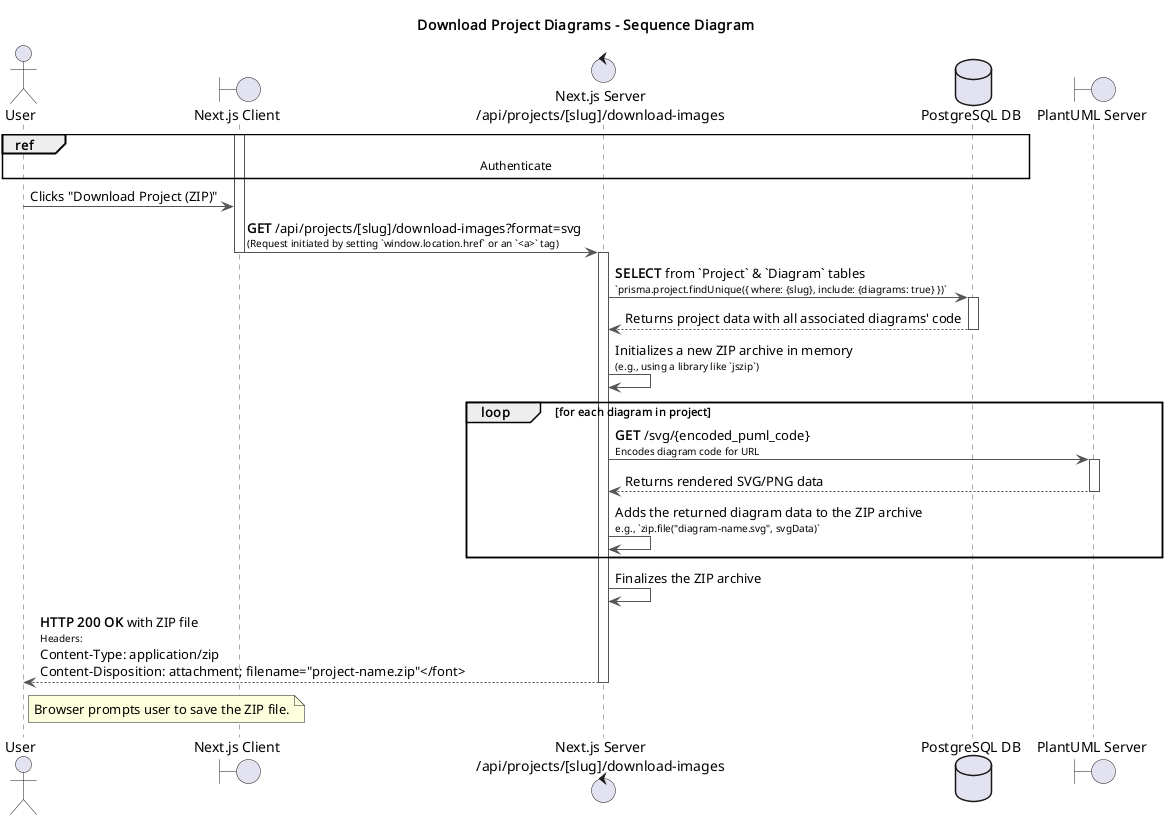 Download Project Diagrams - Sequence Diagram
User
Next.js Client
Next.js Server
/api/projects/[slug]/download-images
PostgreSQL DB
PlantUML Server
ref
Authenticate
Clicks "Download Project (ZIP)"
GET /api/projects/[slug]/download-images?format=svg
(Request initiated by setting `window.location.href` or an `<a>` tag)
SELECT from `Project` & `Diagram` tables
`prisma.project.findUnique({ where: {slug}, include: {diagrams: true} })`
Returns project data with all associated diagrams' code
Initializes a new ZIP archive in memory
(e.g., using a library like `jszip`)
loop [for each diagram in project]
GET /svg/{encoded_puml_code}
Encodes diagram code for URL
Returns rendered SVG/PNG data
Adds the returned diagram data to the ZIP archive
e.g., `zip.file("diagram-name.svg", svgData)`
Finalizes the ZIP archive
HTTP 200 OK with ZIP file
Headers:
Content-Type: application/zip
Content-Disposition: attachment; filename="project-name.zip"</font>
Browser prompts user to save the ZIP file.
User
Next.js Client
Next.js Server
/api/projects/[slug]/download-images
PostgreSQL DB
PlantUML Server